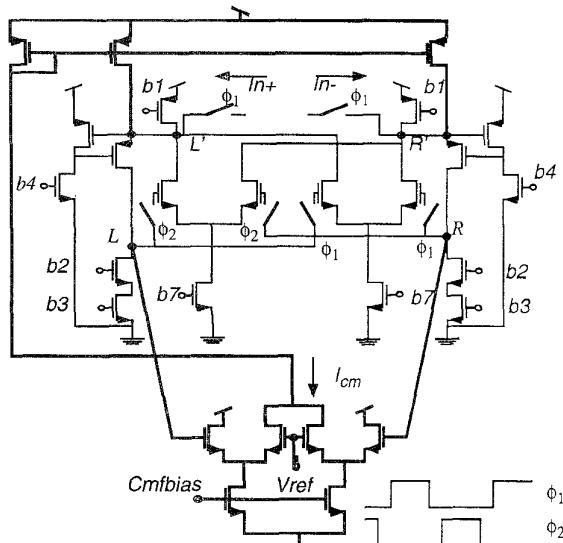 b1 In+ In- b1
ϕ1 ϕ1
L' R'
b4 b4
L ϕ2 ϕ2 ϕ1 ϕ1 R
b2 b2
b3 b7 b7 b3
Icm
Cmfbias Vref
ϕ1
ϕ2